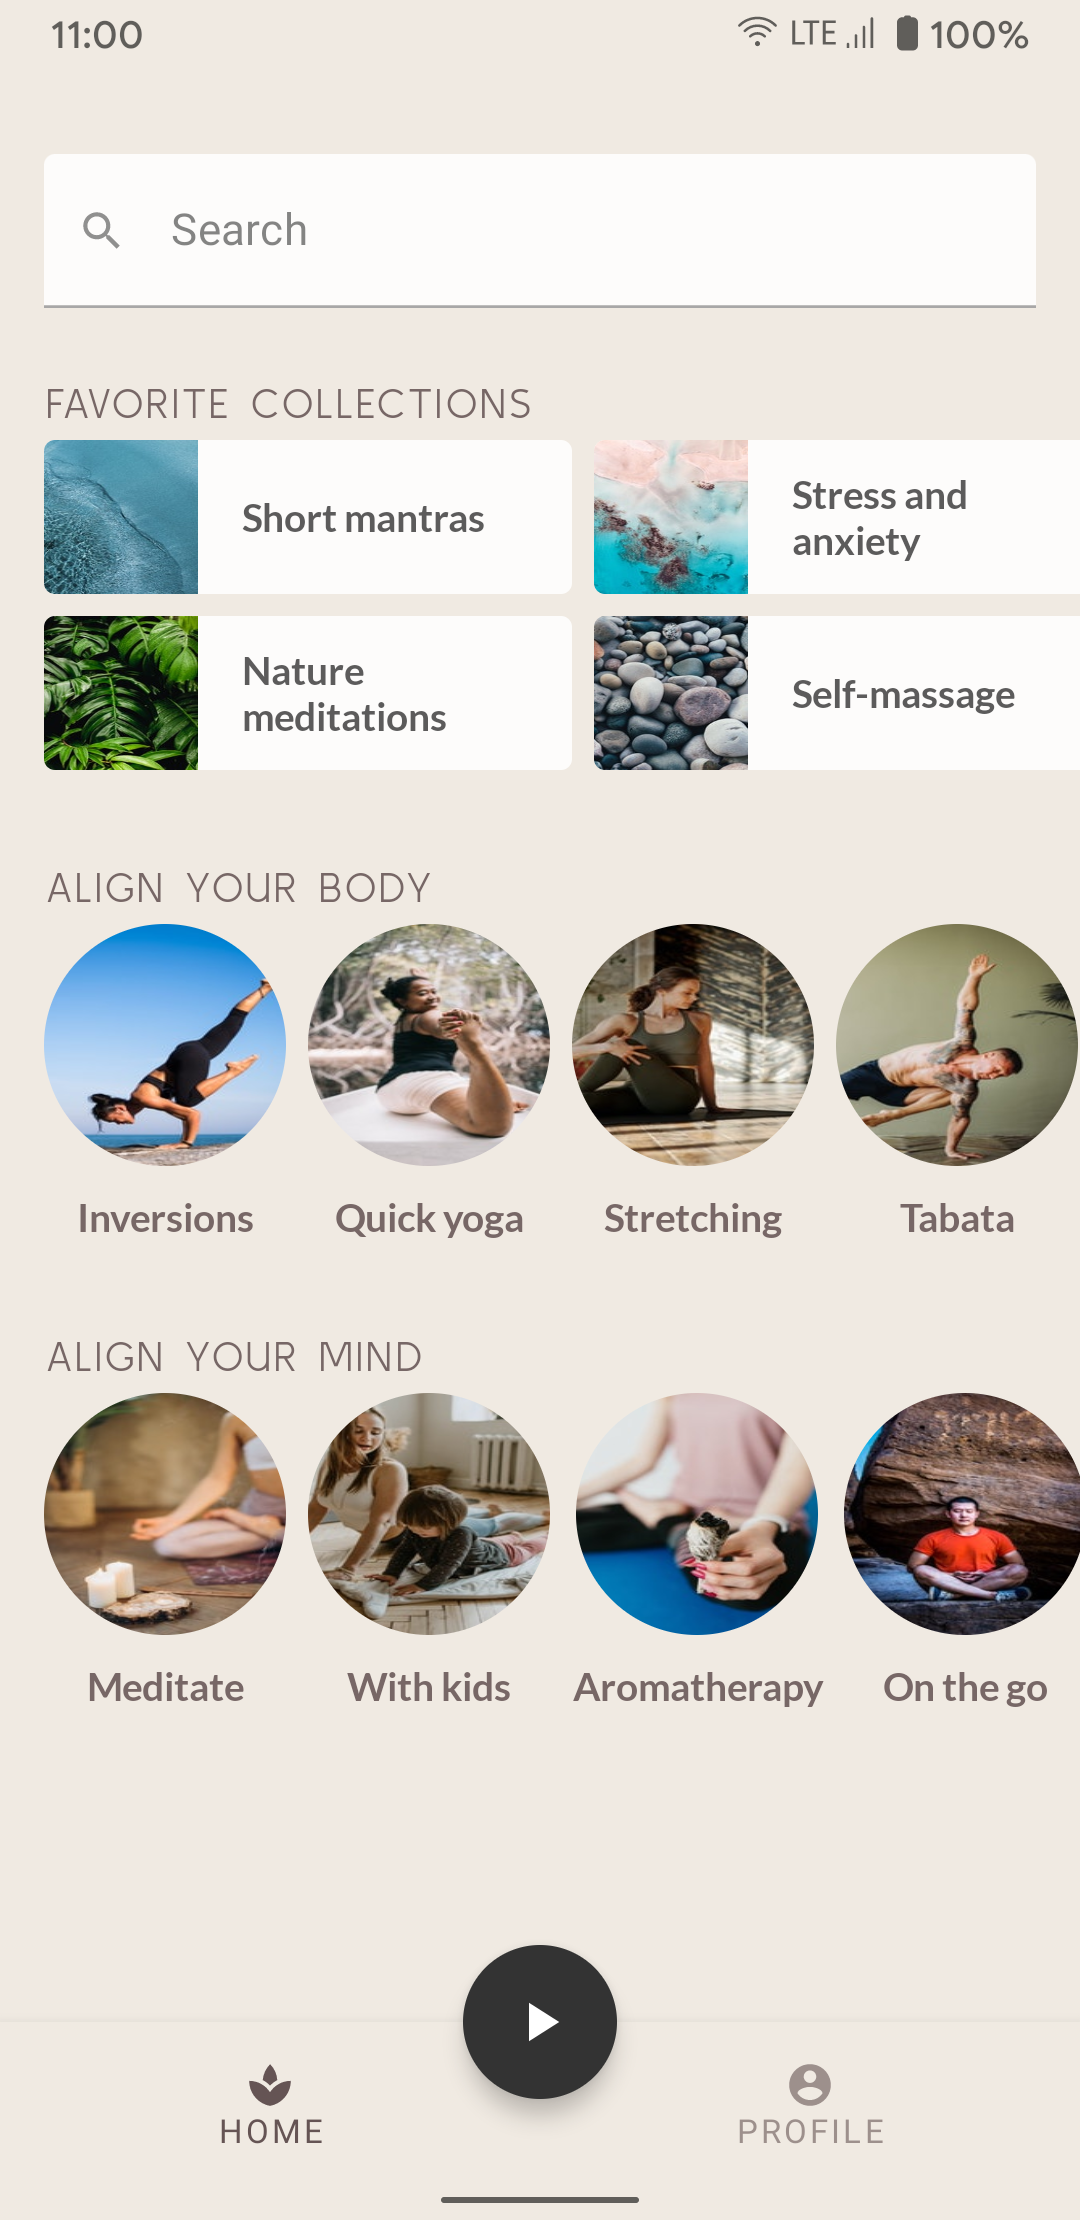 11:00 LTE 100%
Search
FAVORITE COLLECTIONS
Short mantras
Stress and
anxiety
Nature
meditations
Self-massage
ALIGN YOUR BODY
Inversions Quick yoga Stretching Tabata
ALIGN YOUR MIND
Meditate With kids Aromatherapy On the go
HOME PROFILE